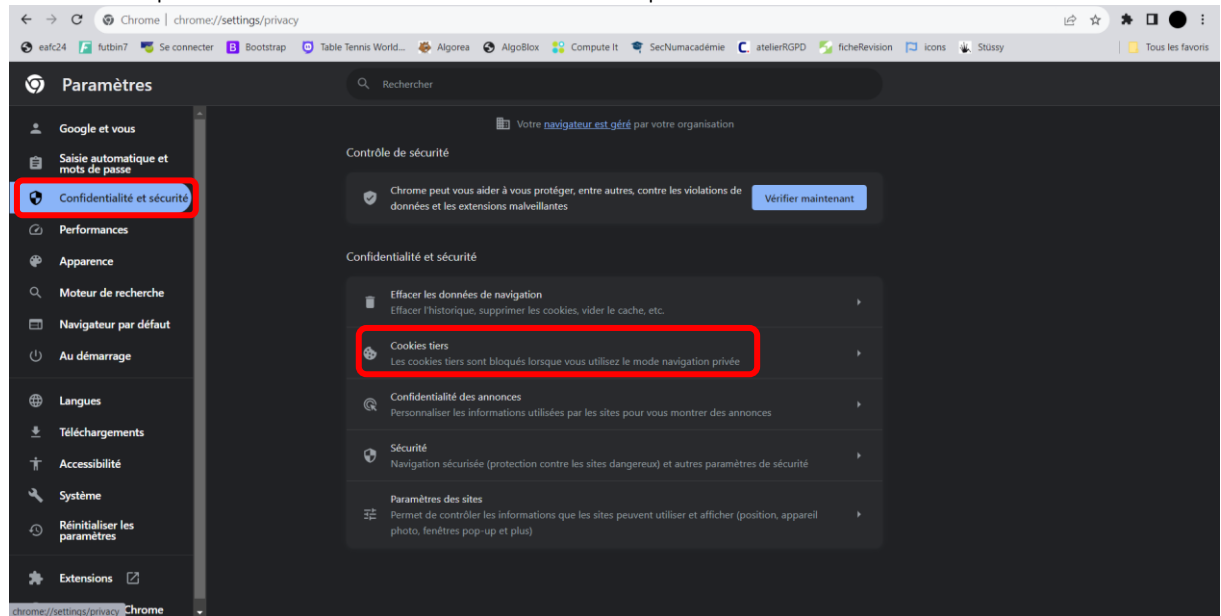 Chrome | chrome://settings/privacy
eafc24 futbin7 Se connecter Bootstrap Table Tennis World... Algorea AlgoBlox Compute It SecNumacadémie atelierRGPD ficheRevision icons Stüssy Tous les favoris
Paramètres
Rechercher
Google et vous
Saisie automatique et
mots de passe
Confidentialité et sécurité
Performances
Apparence
Moteur de recherche
Navigateur par défaut
Au démarrage
Langues
Téléchargements
Accessibilité
Système
Réinitialiser les
paramètres
Extensions
chrome://settings/privacy Chrome
Votre navigateur est géré par votre organisation
Contrôle de sécurité
Chrome peut vous aider à vous protéger, entre autres, contre les violations de
données et les extensions malveillantes
Vérifier maintenant
Confidentialité et sécurité
Effacer les données de navigation
Effacer l'historique, supprimer les cookies, vider le cache, etc.
Cookies tiers
Les cookies tiers sont bloqués lorsque vous utilisez le mode navigation privée
Confidentialité des annonces
Personnaliser les informations utilisées par les sites pour vous montrer des annonces
Sécurité
Navigation sécurisée (protection contre les sites dangereux) et autres paramètres de sécurité
Paramètres des sites
Permet de contrôler les informations que les sites peuvent utiliser et afficher (position, appareil
photo, fenêtres pop-up et plus)